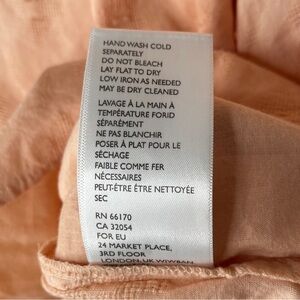 HAND WASH COLD
SEPARATELY
DO NOT BLEACH
LAY FLAT TO DRY
LOW IRON AS NEEDED
MAY BE DRY CLEANED
LAVAGE À LA MAIN À
TEMPÉRATURE FORID
SÉPARÉMENT
NE PAS BLANCHIR
POSER À PLAT POUR LE
SÉCHAGE
FAIBLE COMME FER
NÉCESSAIRES
PEUT-ÊTRE ÊTRE NETTOYÉE
SEC
RN 66170
CA 32054
FOR EU
24 MARKET PLACE,
3RD FLOOR
LONDON, UK